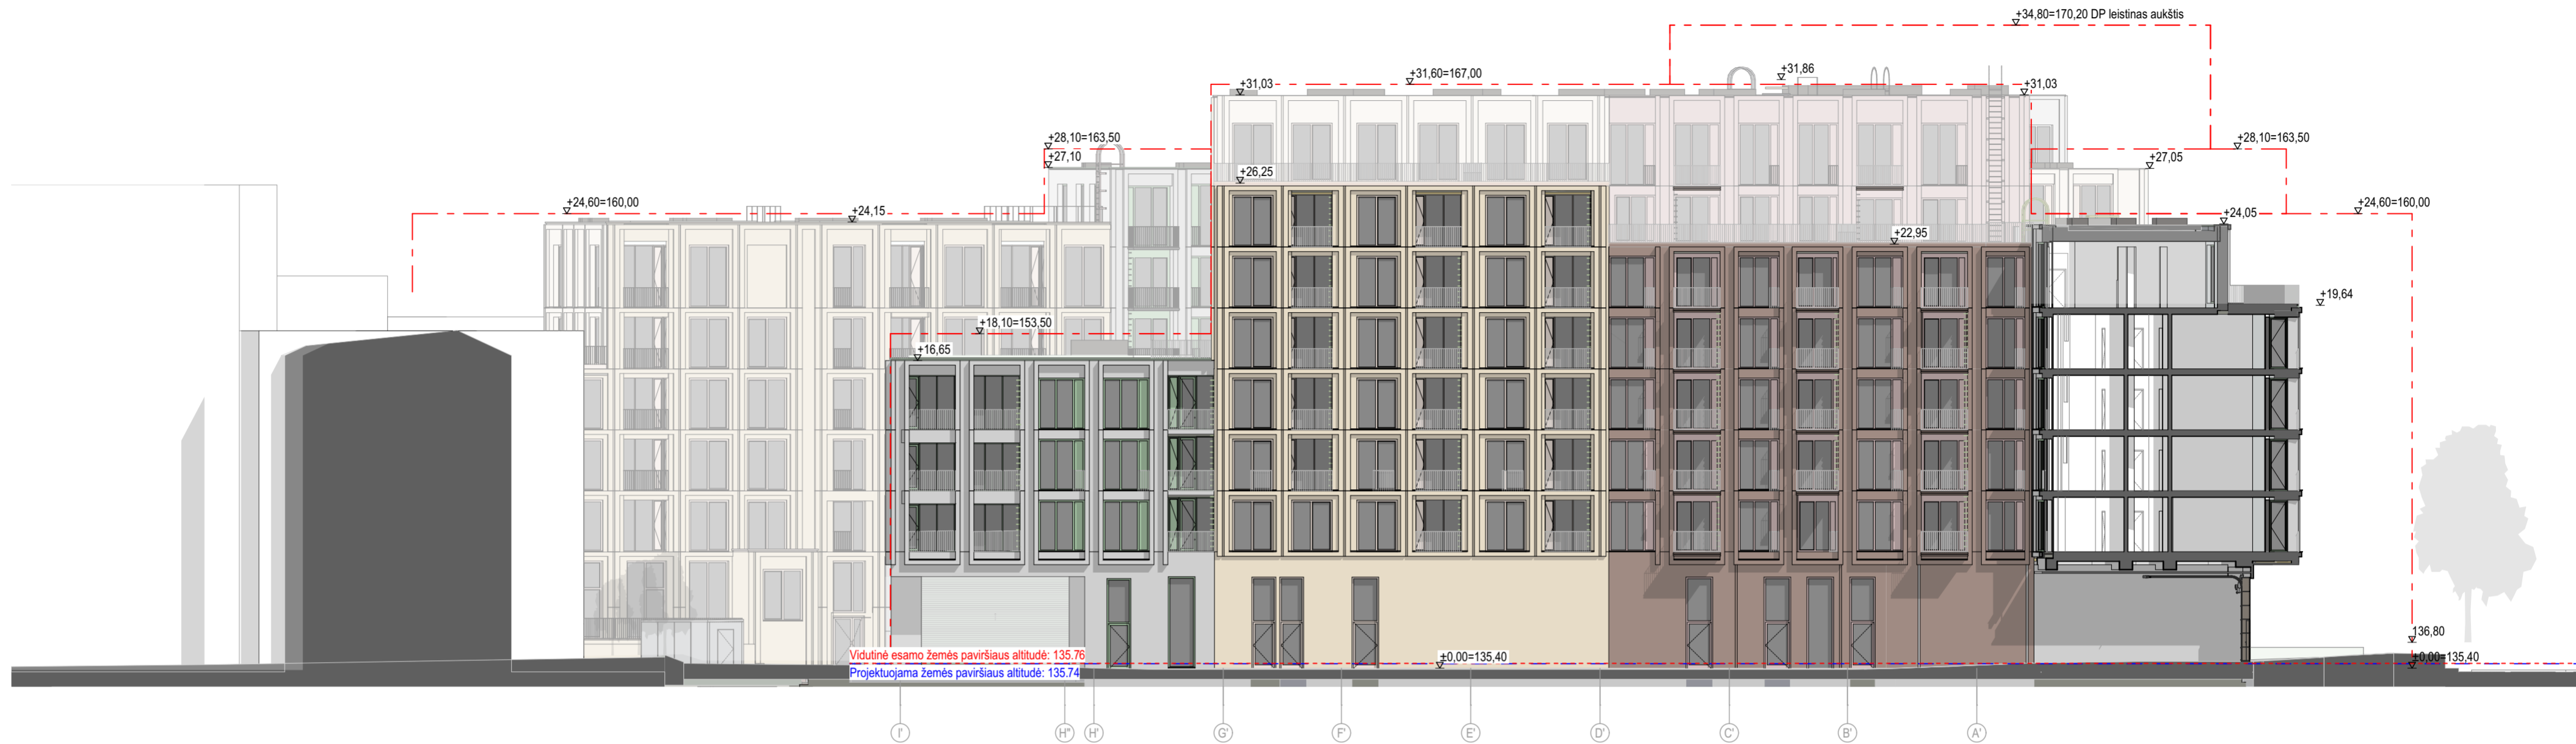 +34,80=170,20 DP leistinas aukštis
+31,60=167,00
+31,86
+31,03
+31,03
+28,10=163,50
+28,10=163,50
+27,10
+27,05
+26,25
+24,60=160,00
+24,15
+24,60=160,00
+24,05
+22,95
+19,64
+18,10=153,50
+16,65
136,80
Vidutinė esamo žemės paviršiaus altitudė: 135.76
±0,00=135,40
±0,00=135,40
Projektuojama žemės paviršiaus altitudė: 135.74
I'
H"
H'
G'
F'
E'
D'
C'
B'
A'